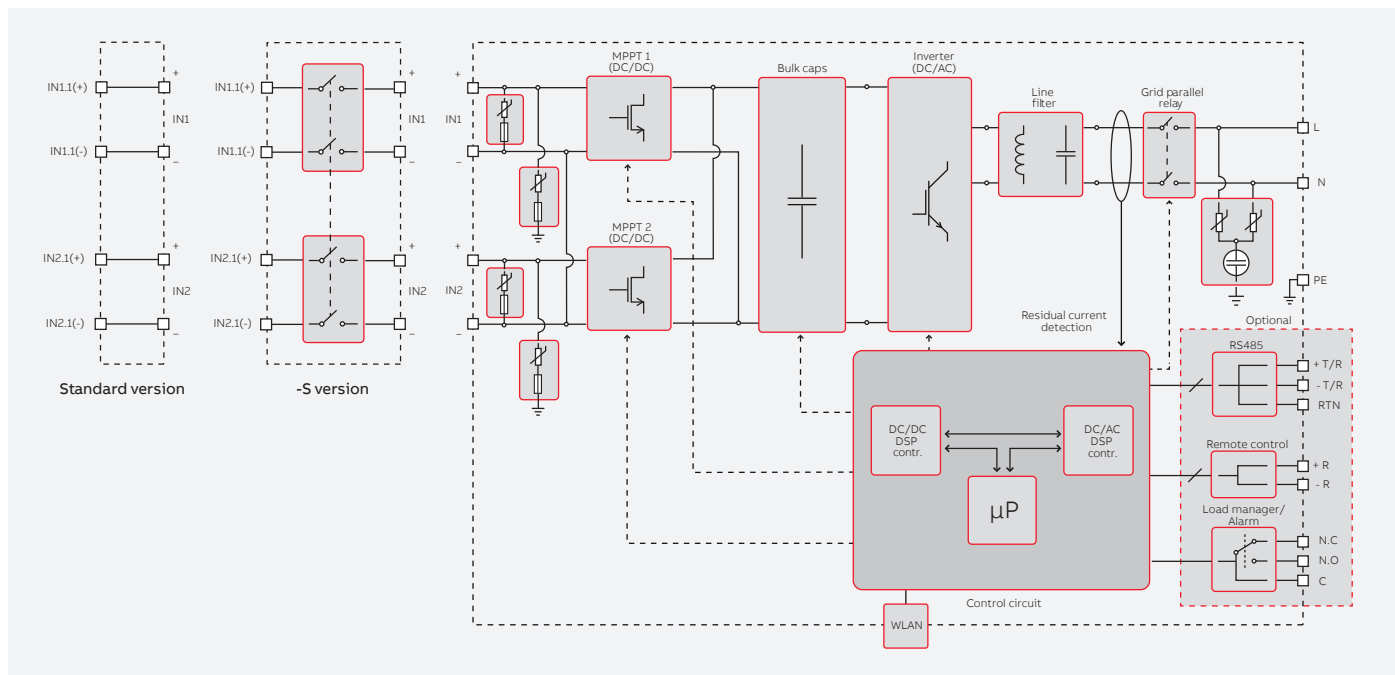 IN1.1(+)
+
IN1
IN1.1(-)
–
IN2.1(+)
+
IN2
IN2.1(-)
–
Standard version
IN1.1(+)
+
IN1
IN1.1(-)
–
IN2.1(+)
+
IN2
IN2.1(-)
–
-S version
+
IN1
–
+
IN2
–
MPPT 1
(DC/DC)
MPPT 2
(DC/DC)
Bulk caps
Inverter
(DC/AC)
Line
filter
Grid parallel
relay
L
N
PE
Residual current
detection
Optional
RS485
+ T/R
- T/R
RTN
Remote control
+ R
- R
Load manager/
Alarm
N.C
N.O
C
DC/DC
DSP
contr.
DC/AC
DSP
contr.
µP
Control circuit
WLAN